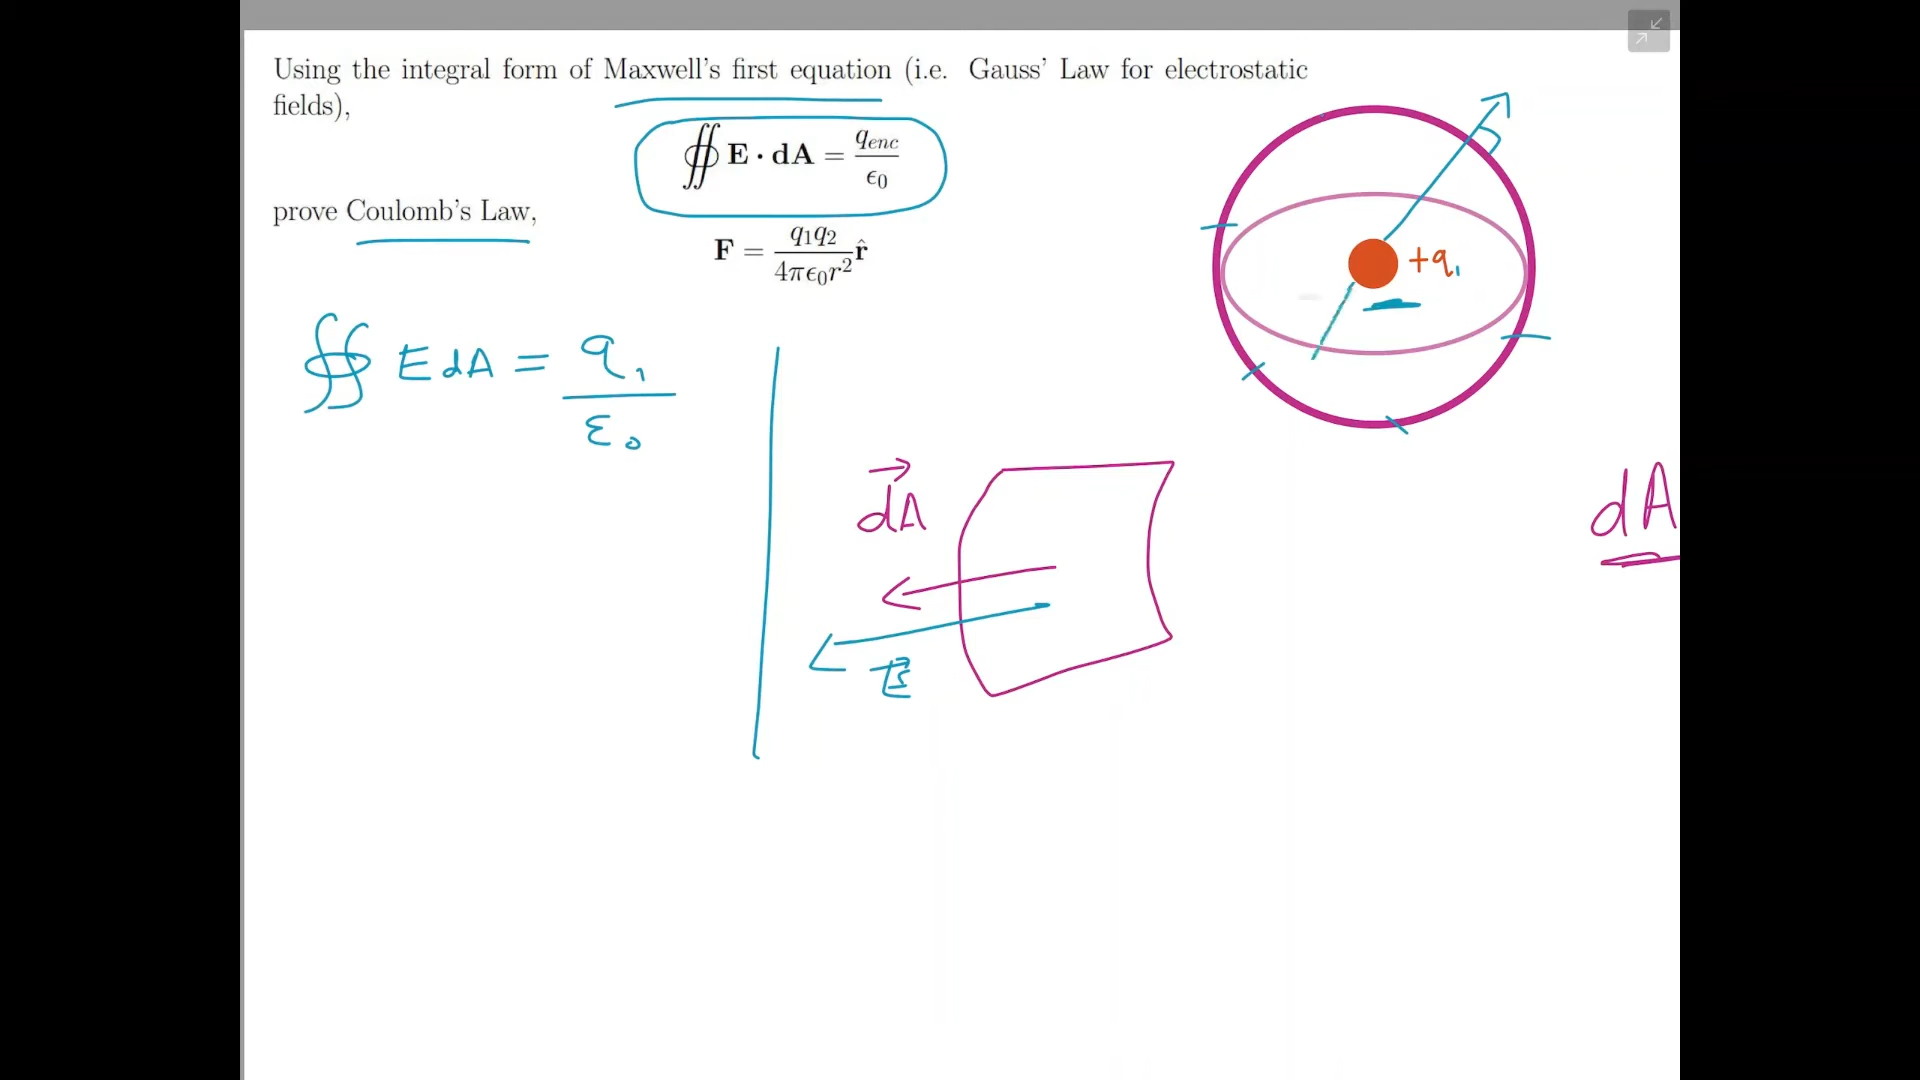 Using the integral form of Maxwell's first equation (i.e. Gauss' Law for electrostatic
fields),
∯ E · dA = q_enc / ϵ₀
prove Coulomb's Law,
F = q₁q₂ / 4πϵ₀r² r̂
+q₁
∯ E dA = q₁ / ε₀
dA⃗
E⃗
dA